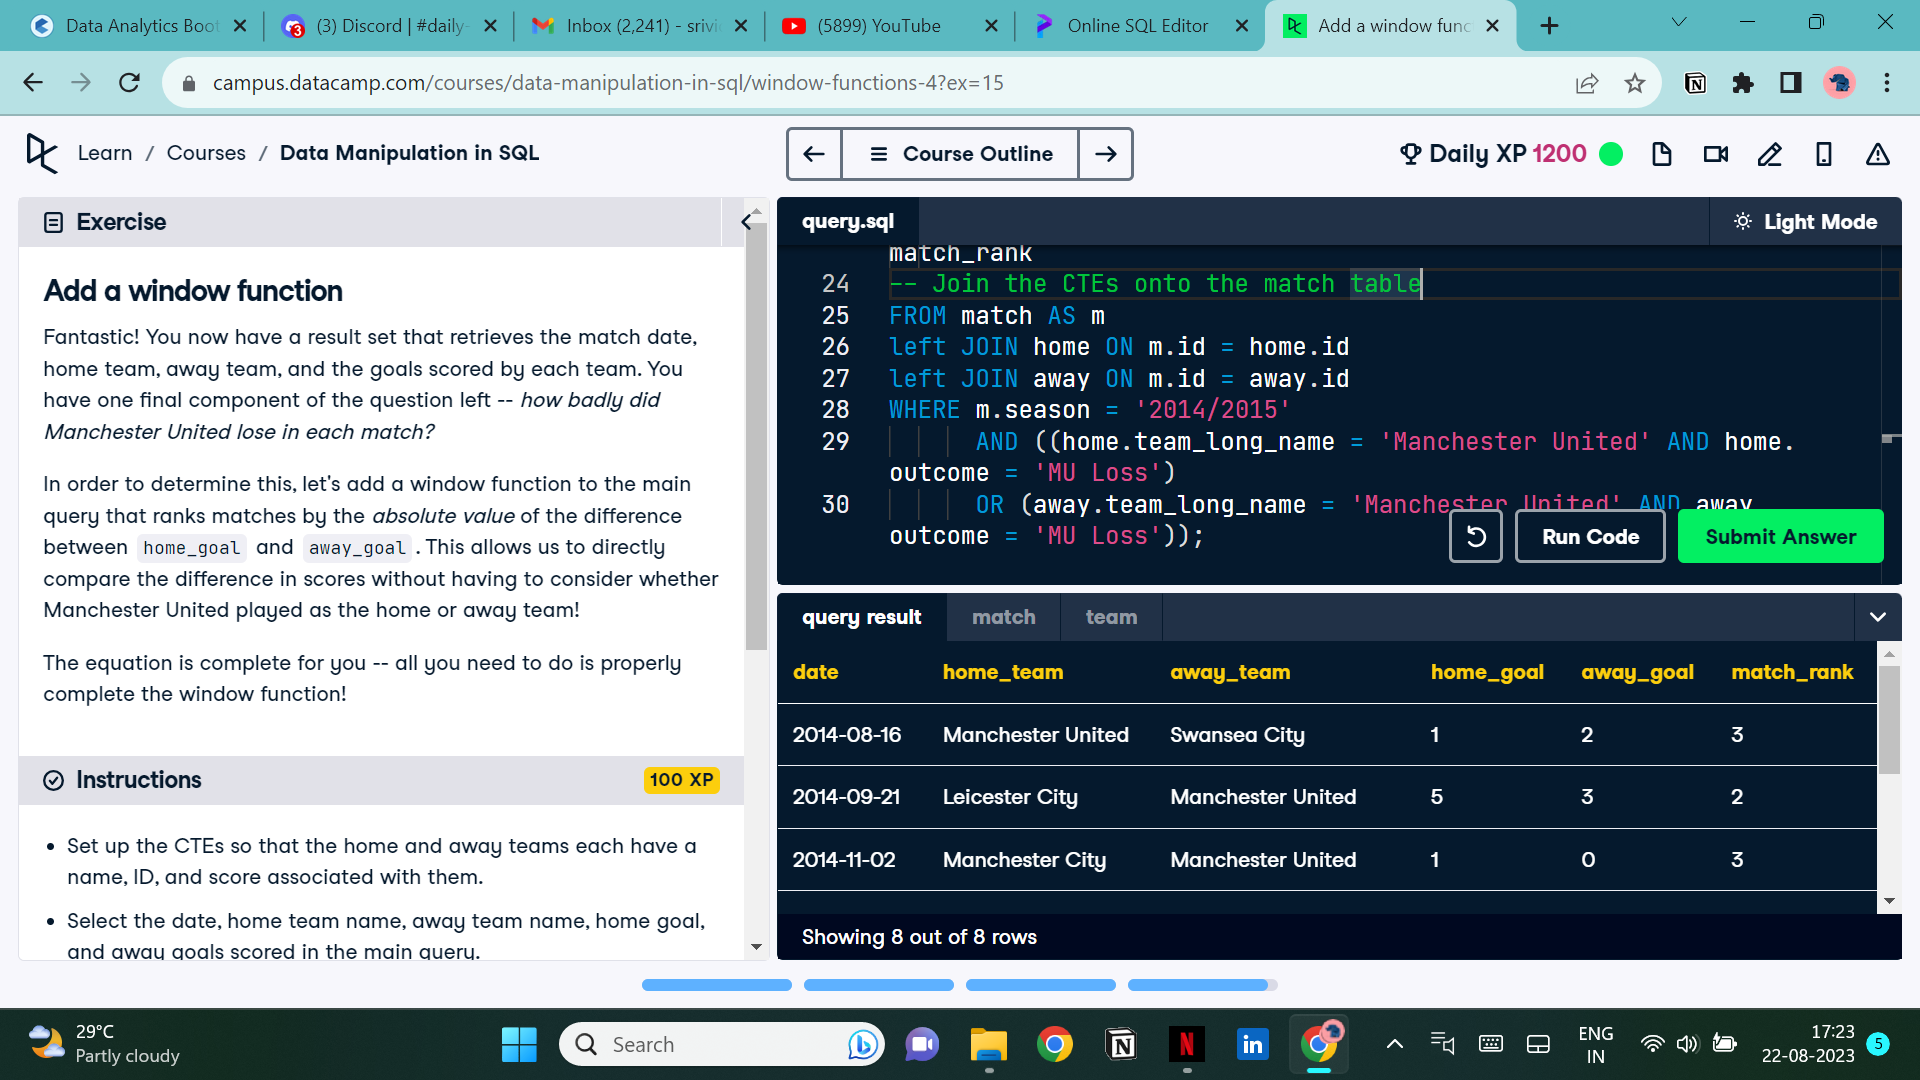 Data Analytics Boot
(3) Discord | #daily-
Inbox (2,241) - srivi
(5899) YouTube
Online SQL Editor
Add a window func
campus.datacamp.com/courses/data-manipulation-in-sql/window-functions-4?ex=15
Learn / Courses / Data Manipulation in SQL
Course Outline
Daily XP 1200
Exercise
Add a window function
Fantastic! You now have a result set that retrieves the match date,
home team, away team, and the goals scored by each team. You
have one final component of the question left -- how badly did
Manchester United lose in each match?
In order to determine this, let's add a window function to the main
query that ranks matches by the absolute value of the difference
between home_goal and away_goal . This allows us to directly
compare the difference in scores without having to consider whether
Manchester United played as the home or away team!
The equation is complete for you -- all you need to do is properly
complete the window function!
Instructions
100 XP
• Set up the CTEs so that the home and away teams each have a
name, ID, and score associated with them.
• Select the date, home team name, away team name, home goal,
and away goals scored in the main query.
query.sql
Light Mode
match_rank
24 -- Join the CTEs onto the match table
25 FROM match AS m
26 left JOIN home ON m.id = home.id
27 left JOIN away ON m.id = away.id
28 WHERE m.season = '2014/2015'
29 AND ((home.team_long_name = 'Manchester United' AND home.
outcome = 'MU Loss')
30 OR (away.team_long_name = 'Manchester United' AND away
outcome = 'MU Loss'));
Run Code
Submit Answer
query result
match
team
date home_team away_team home_goal away_goal match_rank
2014-08-16 Manchester United Swansea City 1 2 3
2014-09-21 Leicester City Manchester United 5 3 2
2014-11-02 Manchester City Manchester United 1 0 3
Showing 8 out of 8 rows
29°C
Partly cloudy
Search
ENG
IN
17:23
22-08-2023
5